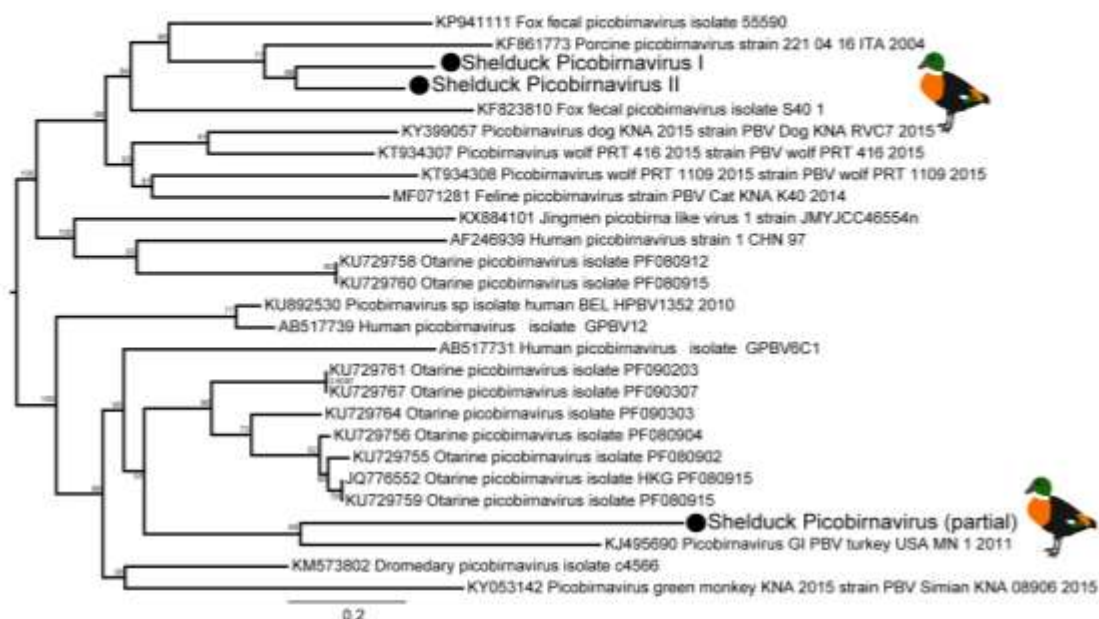 KP941111 Fox fecal picobirnavirus isolate 55590
KF861773 Porcine picobirnavirus strain 221 04 16 ITA 2004
Shelduck Picobirnavirus I
Shelduck Picobirnavirus II
KF823810 Fox fecal picobirnavirus isolate S40 1
KY399057 Picobirnavirus dog KNA 2015 strain PBV Dog KNA RVC7 2015
KT934307 Picobirnavirus wolf PRT 416 2015 strain PBV wolf PRT 416 2015
KT934308 Picobirnavirus wolf PRT 1109 2015 strain PBV wolf PRT 1109 2015
MF071281 Feline picobirnavirus strain PBV Cat KNA K40 2014
KX884101 Jingmen picobirna like virus 1 strain JMYJCC46554n
AF246939 Human picobirnavirus strain 1 CHN 97
KU729758 Otarine picobirnavirus isolate PF080912
KU729760 Otarine picobirnavirus isolate PF080915
KU892530 Picobirnavirus sp isolate human BEL HPBV1352 2010
AB517739 Human picobirnavirus isolate GPBV12
AB517731 Human picobirnavirus isolate GPBV6C1
KU729761 Otarine picobirnavirus isolate PF090203
KU729767 Otarine picobirnavirus isolate PF090307
KU729764 Otarine picobirnavirus isolate PF090303
KU729756 Otarine picobirnavirus isolate PF080904
KU729755 Otarine picobirnavirus isolate PF080902
JQ776552 Otarine picobirnavirus isolate HKG PF080915
KU729759 Otarine picobirnavirus isolate PF080915
Shelduck Picobirnavirus (partial)
KJ495690 Picobirnavirus GI PBV turkey USA MN 1 2011
KM573802 Dromedary picobirnavirus isolate c4566
KY053142 Picobirnavirus green monkey KNA 2015 strain PBV Simian KNA 08906 2015
0.2